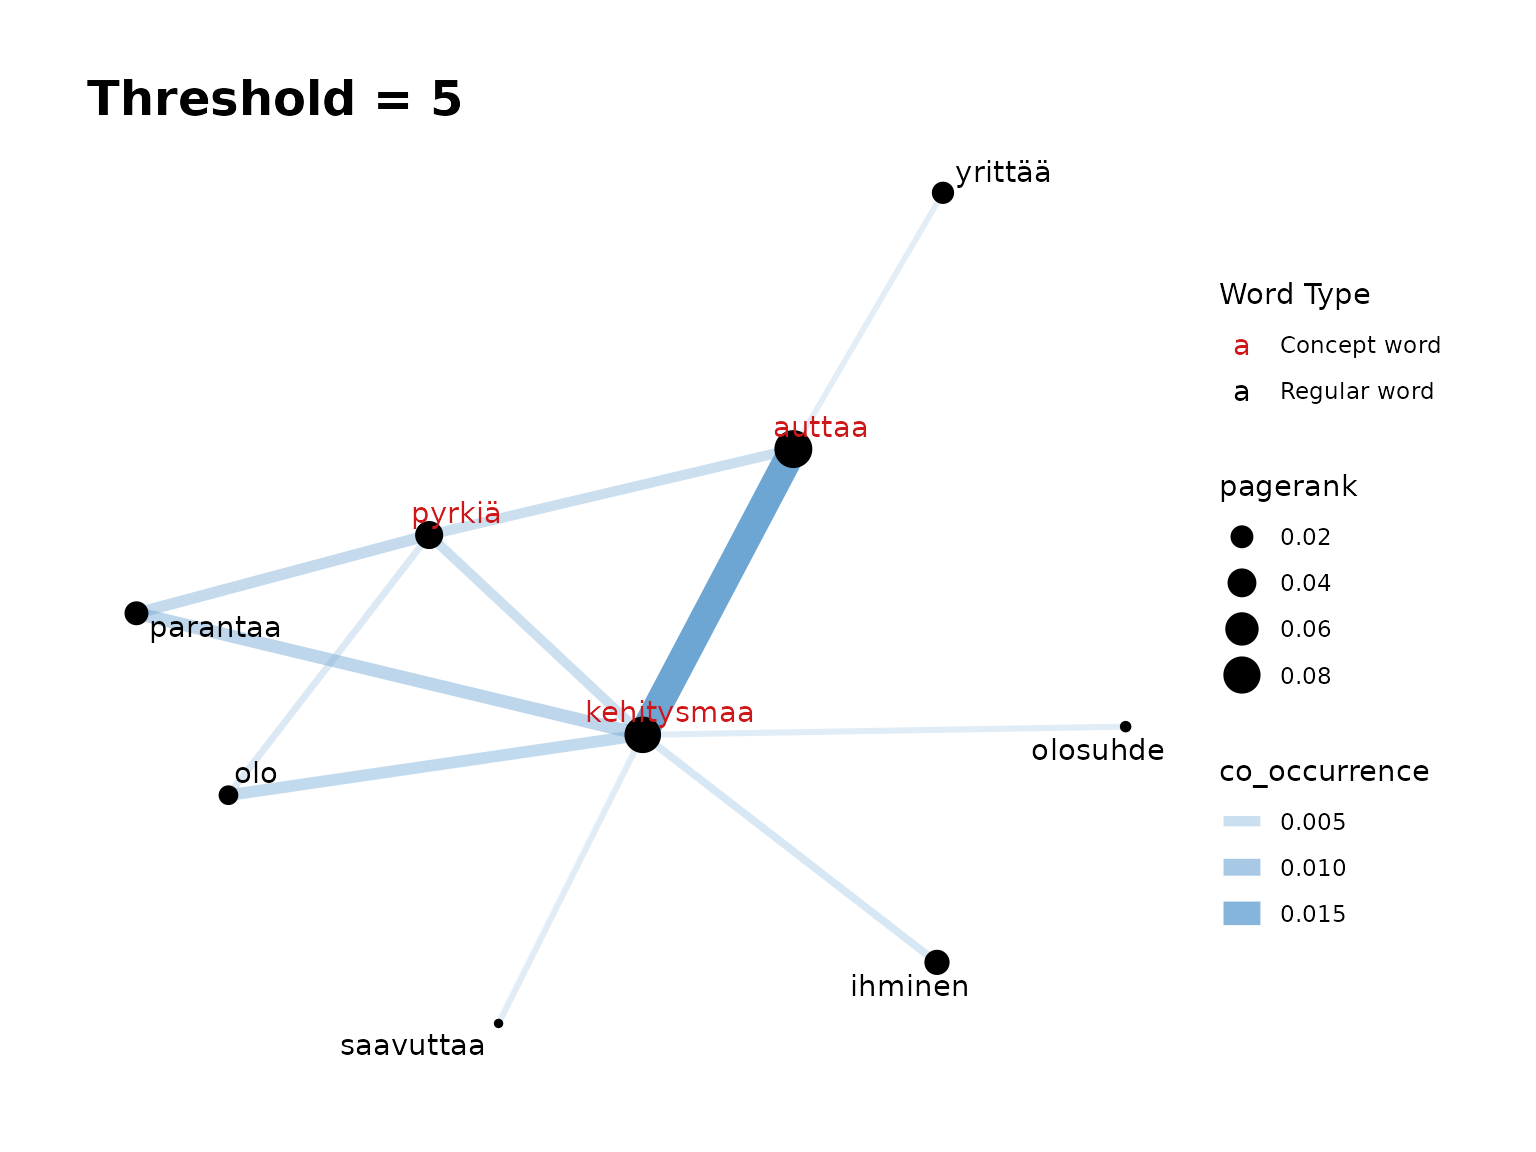 Threshold = 5
yrittää
auttaa
pyrkiä
parantaa
kehitysmaa
olosuhde
olo
ihminen
saavuttaa
Word Type
a Concept word
a Regular word
pagerank
0.02
0.04
0.06
0.08
co_occurrence
0.005
0.010
0.015